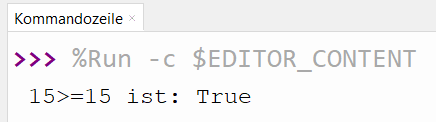 Kommandozeile ×
>>> %Run -c $EDITOR_CONTENT
15>=15 ist: True